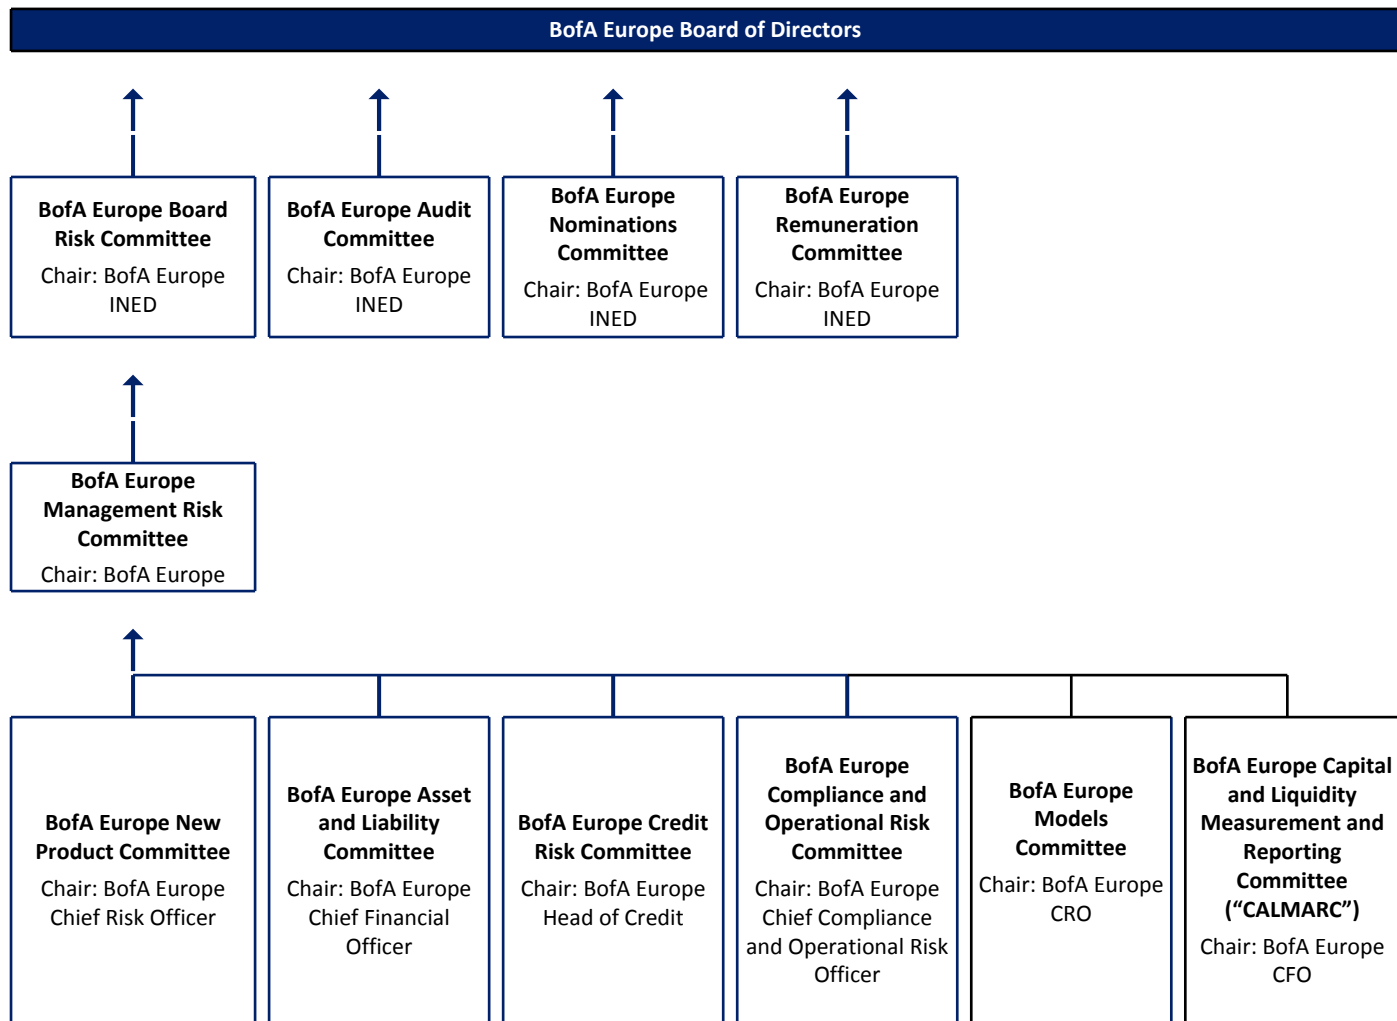 BofA Europe Board of Directors
BofA Europe Board
Risk Committee
Chair: BofA Europe
INED
BofA Europe Audit
Committee
Chair: BofA Europe
INED
BofA Europe
Nominations
Committee
Chair: BofA Europe
INED
BofA Europe
Remuneration
Committee
Chair: BofA Europe
INED
BofA Europe
Management Risk
Committee
Chair: BofA Europe
BofA Europe New
Product Committee
Chair: BofA Europe
Chief Risk Officer
BofA Europe Asset
and Liability
Committee
Chair: BofA Europe
Chief Financial
Officer
BofA Europe Credit
Risk Committee
Chair: BofA Europe
Head of Credit
BofA Europe
Compliance and
Operational Risk
Committee
Chair: BofA Europe
Chief Compliance
and Operational Risk
Officer
BofA Europe
Models
Committee
Chair: BofA Europe
CRO
BofA Europe Capital
and Liquidity
Measurement and
Reporting
Committee
(“CALMARC”)
Chair: BofA Europe
CFO